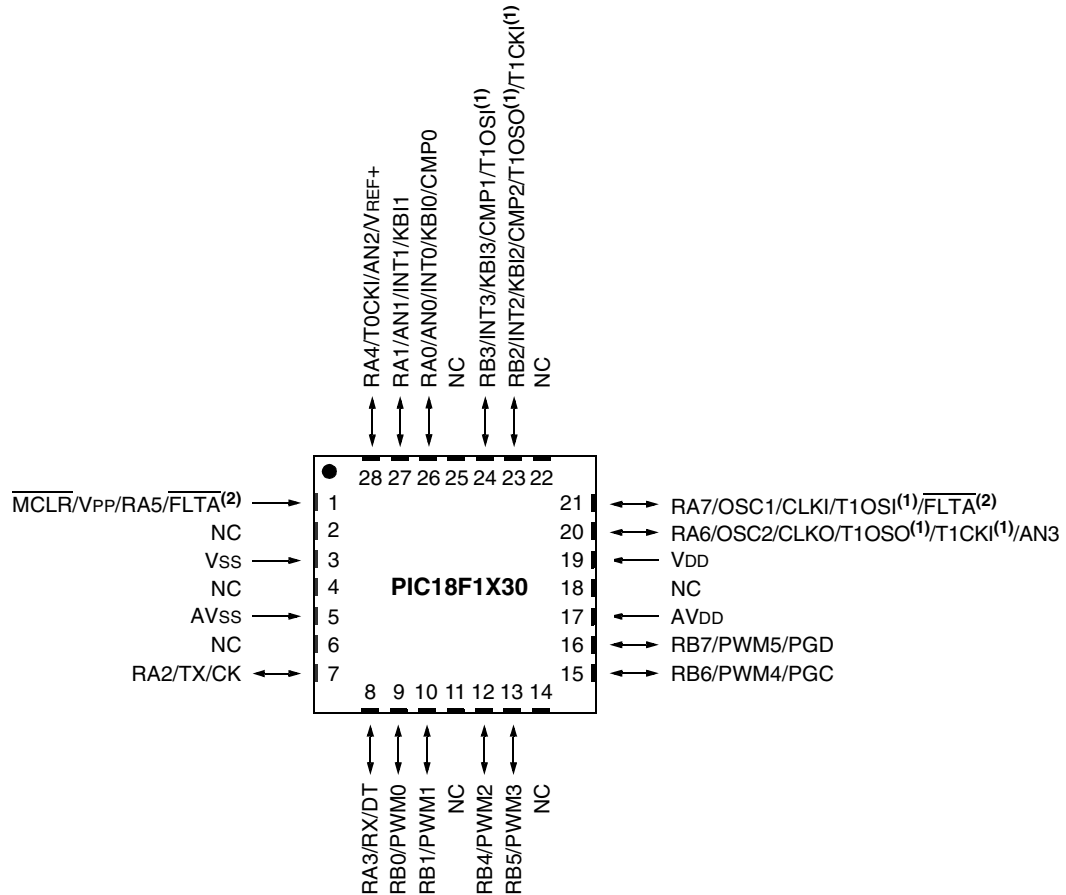 RA4/T0CKI/AN2/VREF+
RA1/AN1/INT1/KBI1
RA0/AN0/INT0/KBI0/CMP0
NC
RB3/INT3/KBI3/CMP1/T1OSI(1)
RB2/INT2/KBI2/CMP2/T1OSO(1)/T1CKI(1)
NC
28 27 26 25 24 23 22
MCLR/VPP/RA5/FLTA(2) 1
NC 2
VSS 3
NC 4
AVSS 5
NC 6
RA2/TX/CK 7
PIC18F1X30
21 RA7/OSC1/CLKI/T1OSI(1)/FLTA(2)
20 RA6/OSC2/CLKO/T1OSO(1)/T1CKI(1)/AN3
19 VDD
18 NC
17 AVDD
16 RB7/PWM5/PGD
15 RB6/PWM4/PGC
8 9 10 11 12 13 14
RA3/RX/DT
RB0/PWM0
RB1/PWM1
NC
RB4/PWM2
RB5/PWM3
NC